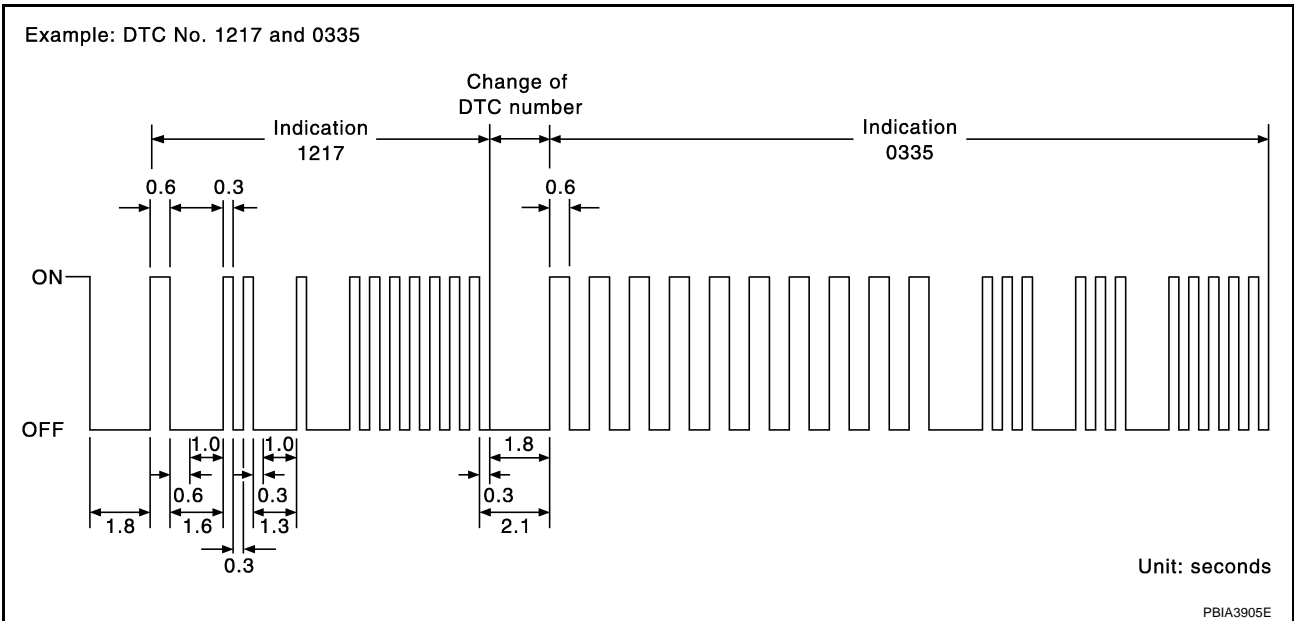 Example: DTC No. 1217 and 0335
Change of
DTC number
Indication
1217
Indication
0335
0.6
0.3
0.6
ON
OFF
1.0
1.0
1.8
0.6
0.3
0.3
1.8
1.6
1.3
2.1
0.3
Unit: seconds
PBIA3905E